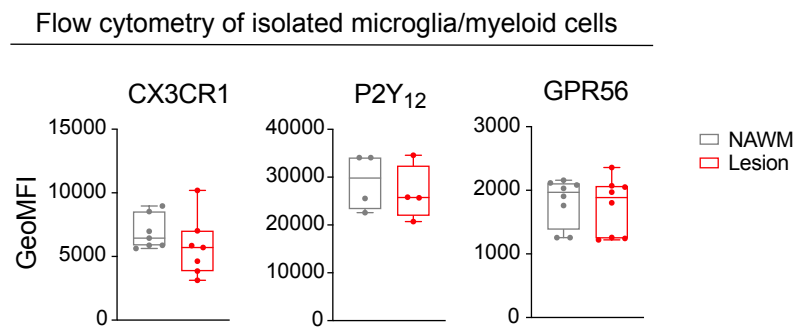 Flow cytometry of isolated microglia/myeloid cells
CX3CR1
P2Y₁₂
GPR56
GeoMFI
15000
10000
5000
0
40000
30000
20000
10000
0
3000
2000
1000
0
NAWM
Lesion